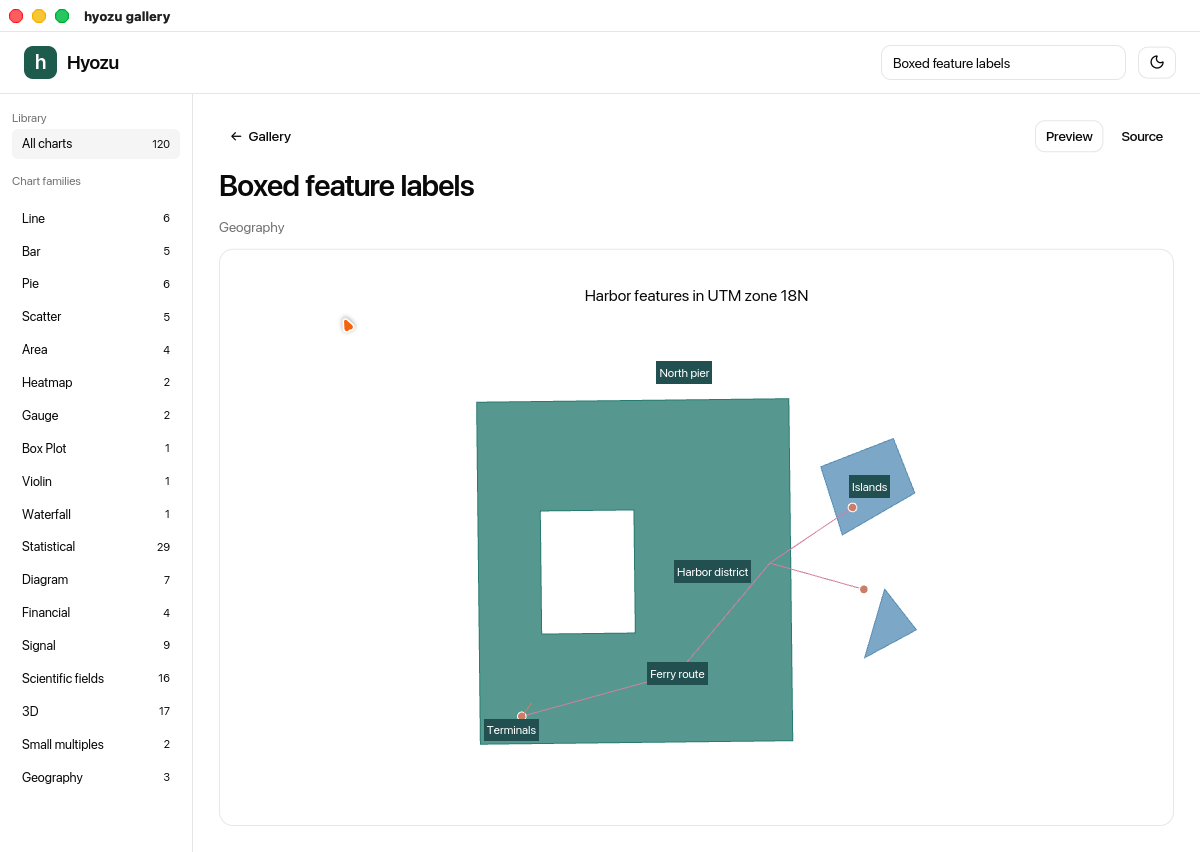 hyozu gallery
h
Hyozu
Boxed feature labels
Library
All charts 120
Chart families
Line 6
Bar 5
Pie 6
Scatter 5
Area 4
Heatmap 2
Gauge 2
Box Plot 1
Violin 1
Waterfall 1
Statistical 29
Diagram 7
Financial 4
Signal 9
Scientific fields 16
3D 17
Small multiples 2
Geography 3
← Gallery
Preview
Source
Boxed feature labels
Geography
Harbor features in UTM zone 18N
North pier
Islands
Harbor district
Ferry route
Terminals